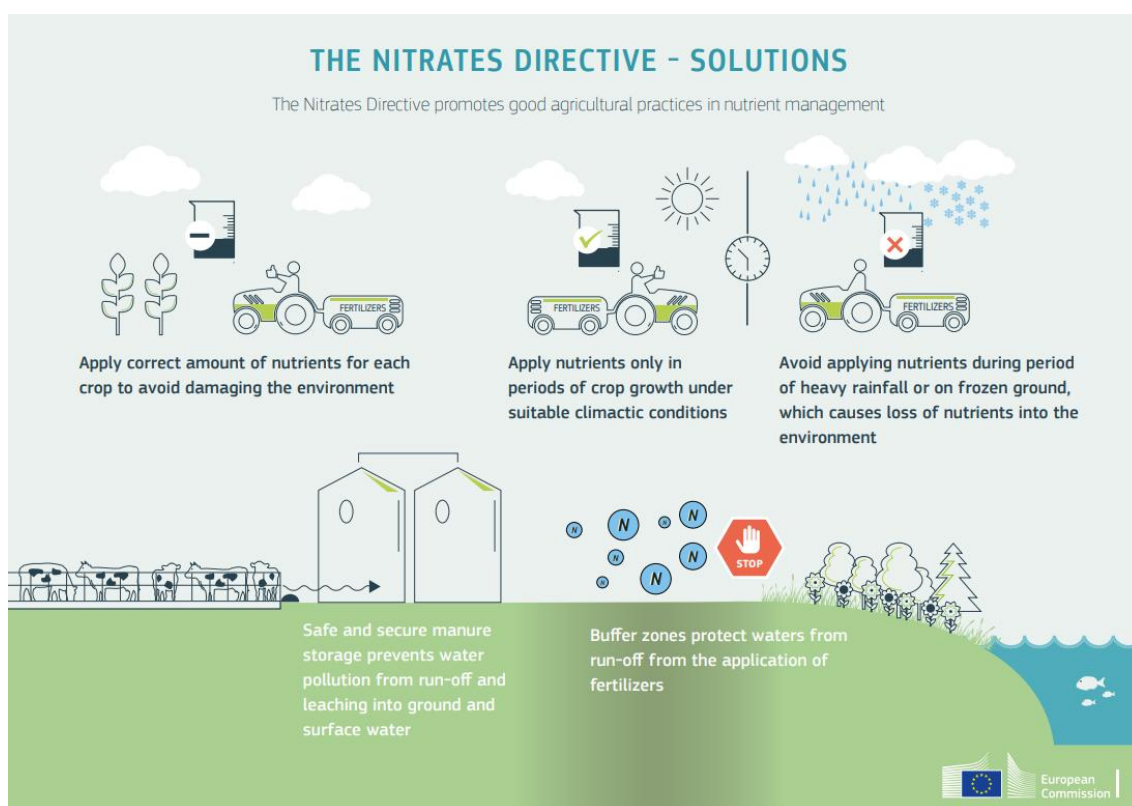 THE NITRATES DIRECTIVE - SOLUTIONS
The Nitrates Directive promotes good agricultural practices in nutrient management
FERTILIZERS
Apply correct amount of nutrients for each
crop to avoid damaging the environment
FERTILIZERS
Apply nutrients only in
periods of crop growth under
suitable climactic conditions
FERTILIZERS
Avoid applying nutrients during period
of heavy rainfall or on frozen ground,
which causes loss of nutrients into the
environment
N
N
N
N
N
N
N
N
STOP
Safe and secure manure
storage prevents water
pollution from run-off and
leaching into ground and
surface water
Buffer zones protect waters from
run-off from the application of
fertilizers
European
Commission